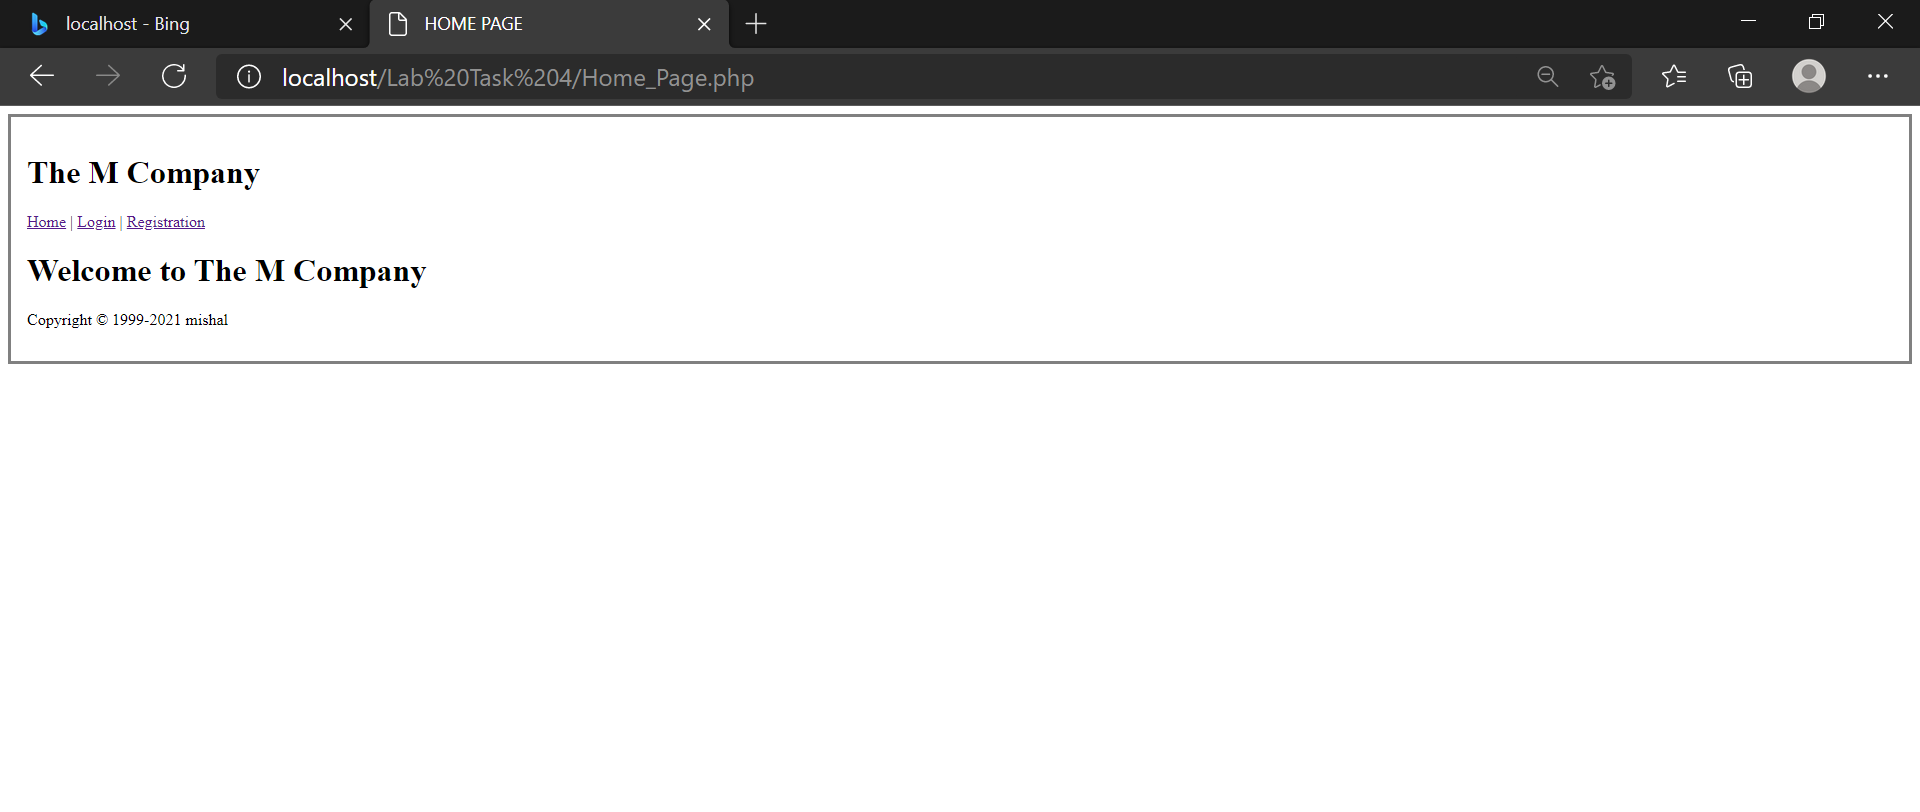 localhost - Bing
HOME PAGE
localhost/Lab%20Task%204/Home_Page.php
The M Company
Home | Login | Registration
Welcome to The M Company
Copyright © 1999-2021 mishal